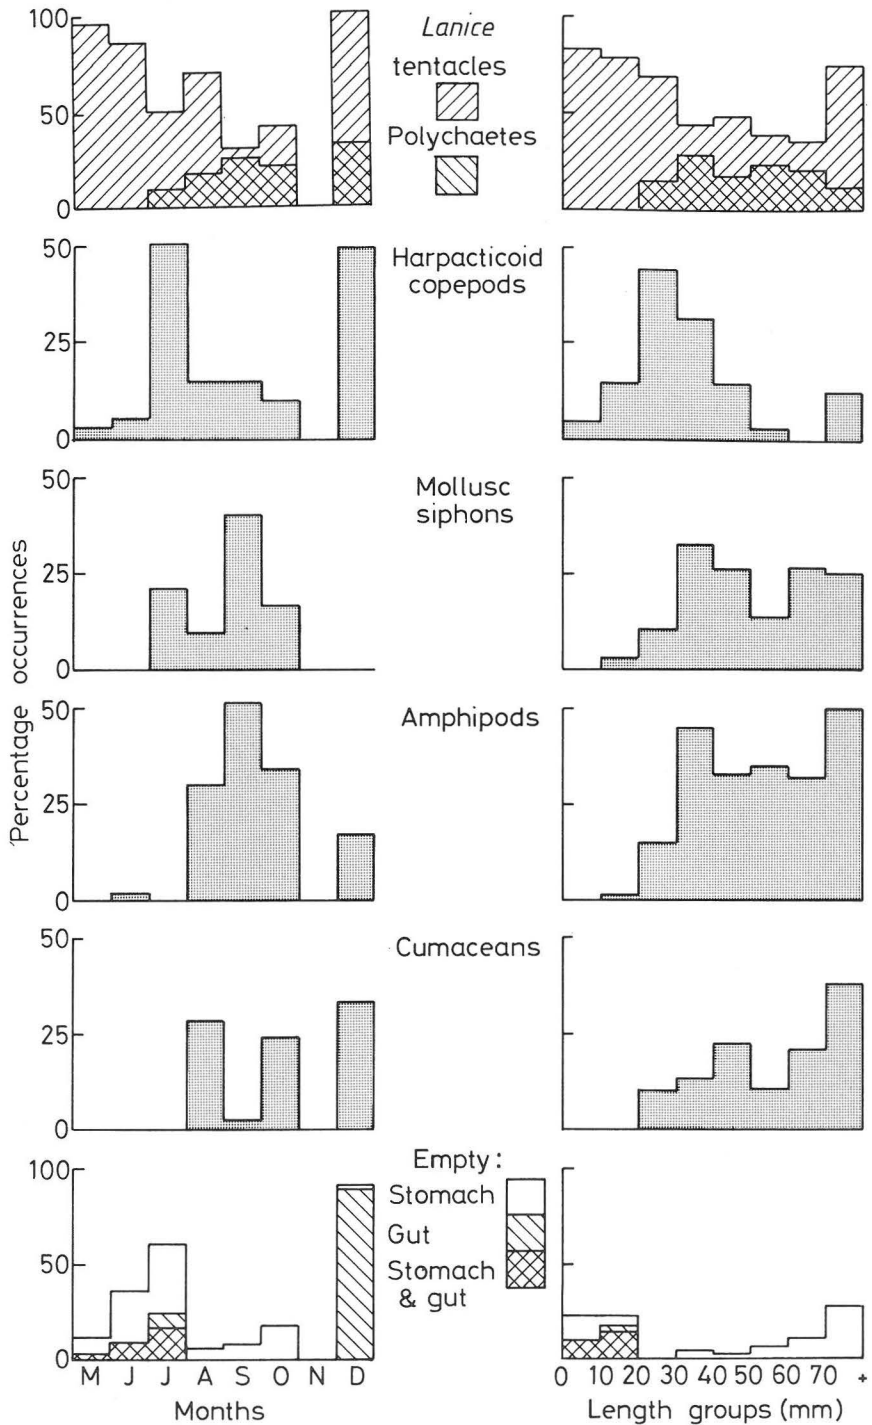 100
50
0
Lanice
tentacles
Polychaetes
50
25
0
Harpacticoid
copepods
50
25
0
Mollusc
siphons
Percentage occurrences
50
25
0
Amphipods
50
25
0
Cumaceans
100
50
0
Empty:
Stomach
Gut
Stomach
& gut
M J J A S O N D
Months
0 10 20 30 40 50 60 70 +
Length groups (mm)